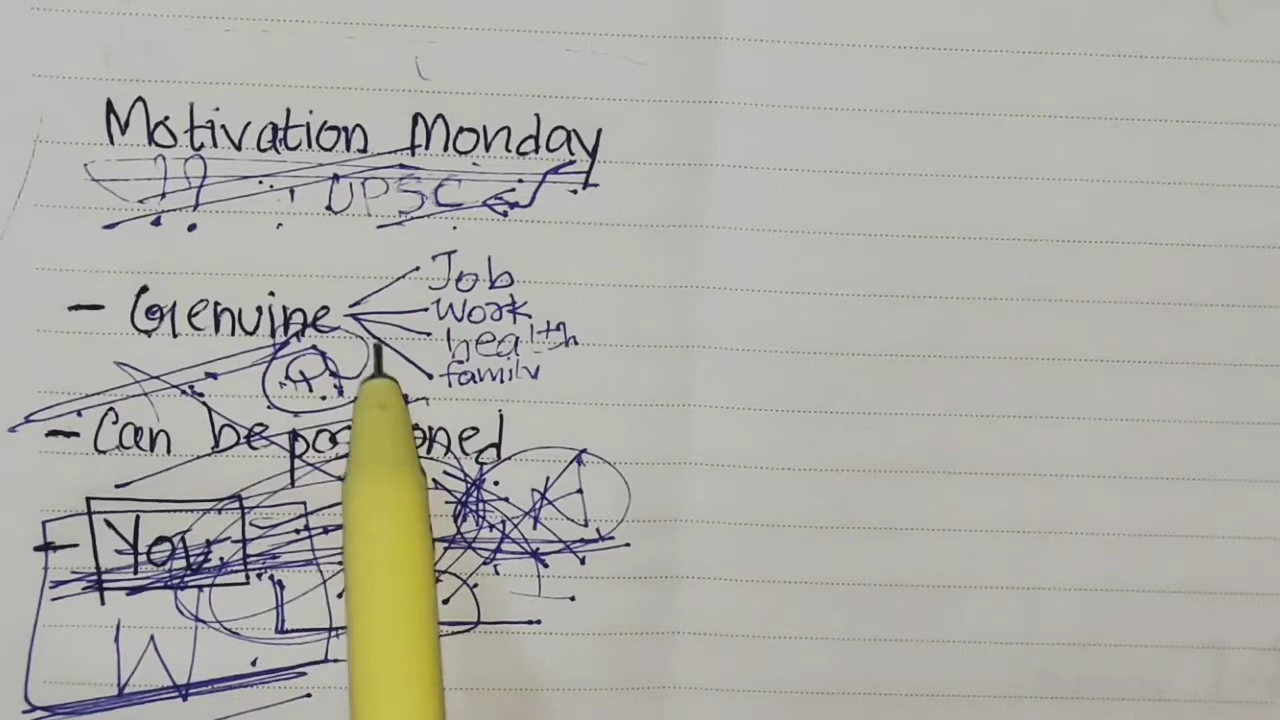 Motivation Monday
?? UPSC
- Genuine
Job
Work
health
family
- Can be
- You
W